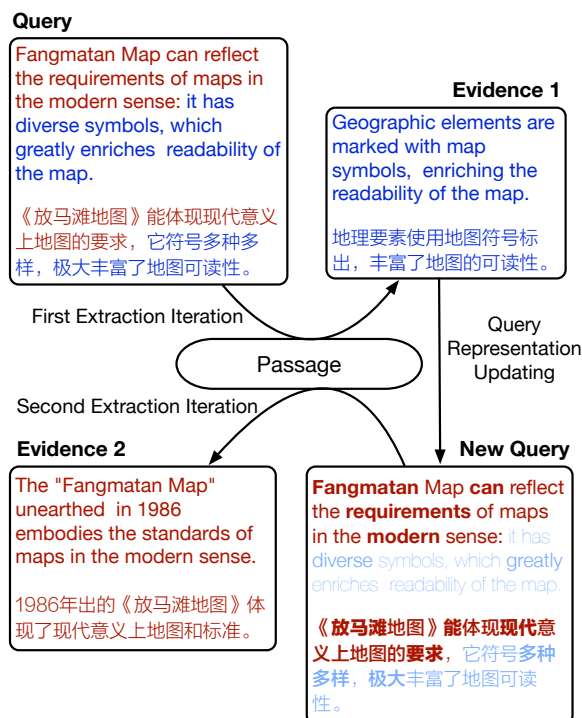 Query
Fangmatan Map can reflect
the requirements of maps in
the modern sense: it has
diverse symbols, which
greatly enriches readability of
the map.
《放马滩地图》能体现现代意义
上地图的要求，它符号多种多
样，极大丰富了地图可读性。
Evidence 1
Geographic elements are
marked with map
symbols, enriching the
readability of the map.
地理要素使用地图符号标
出，丰富了地图的可读性。
First Extraction Iteration
Passage
Query
Representation
Updating
Second Extraction Iteration
Evidence 2
The "Fangmatan Map"
unearthed in 1986
embodies the standards of
maps in the modern sense.
1986年出的《放马滩地图》体
现了现代意义上地图和标准。
New Query
Fangmatan Map can reflect
the requirements of maps
in the modern sense: it has
diverse symbols, which greatly
enriches readability of the map.
《放马滩地图》能体现现代意
义上地图的要求，它符号多种
多样，极大丰富了地图可读
性。